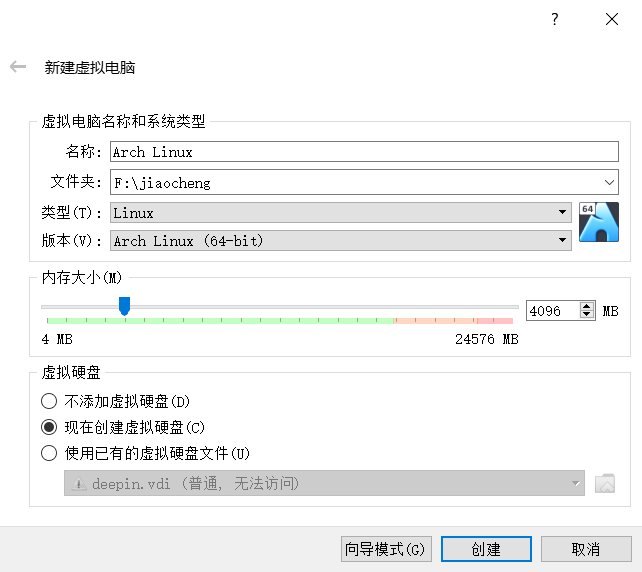 ?
新建虚拟电脑
虚拟电脑名称和系统类型
名称: Arch Linux
文件夹: F:\jiaocheng
类型(T): Linux
64
版本(V): Arch Linux (64-bit)
内存大小(M)
4096 MB
4 MB 24576 MB
虚拟硬盘
不添加虚拟硬盘(D)
现在创建虚拟硬盘(C)
使用已有的虚拟硬盘文件(U)
deepin.vdi (普通, 无法访问)
向导模式(G) 创建 取消